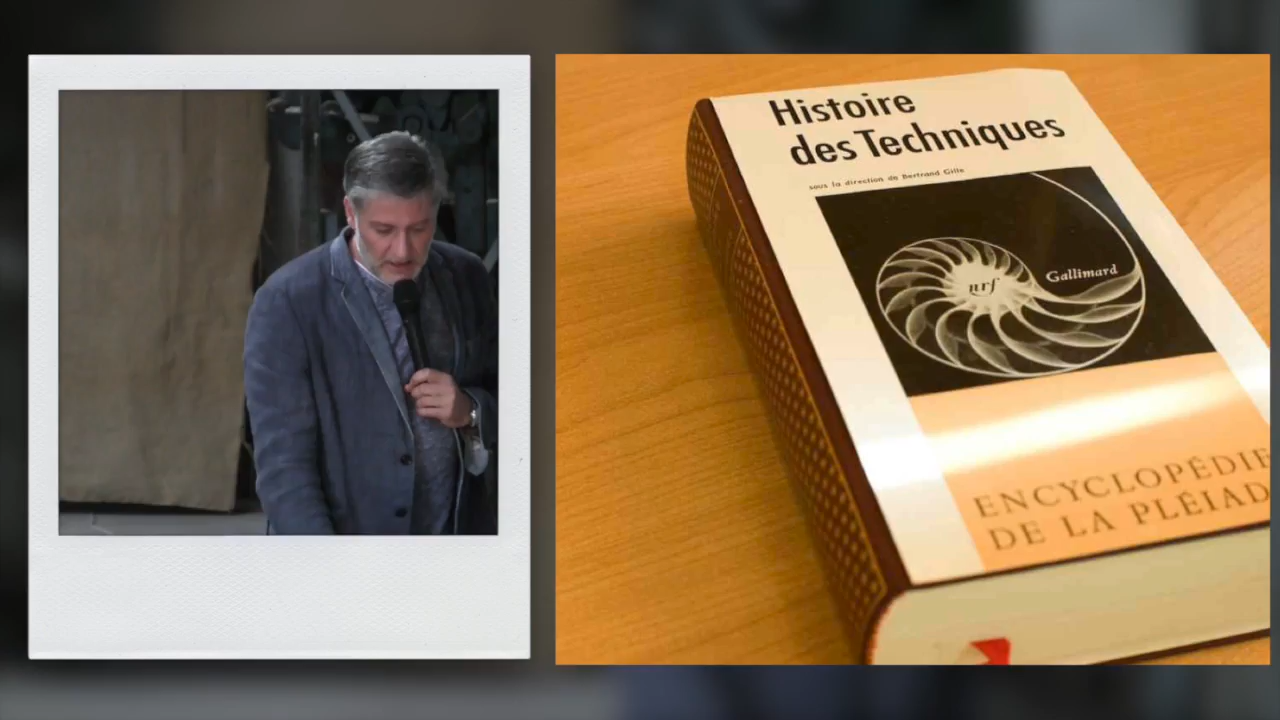 Histoire
des Techniques
sous la direction de Bertrand Gille
nrf
Gallimard
ENCYCLOPÉDIE
DE LA PLÉIAD